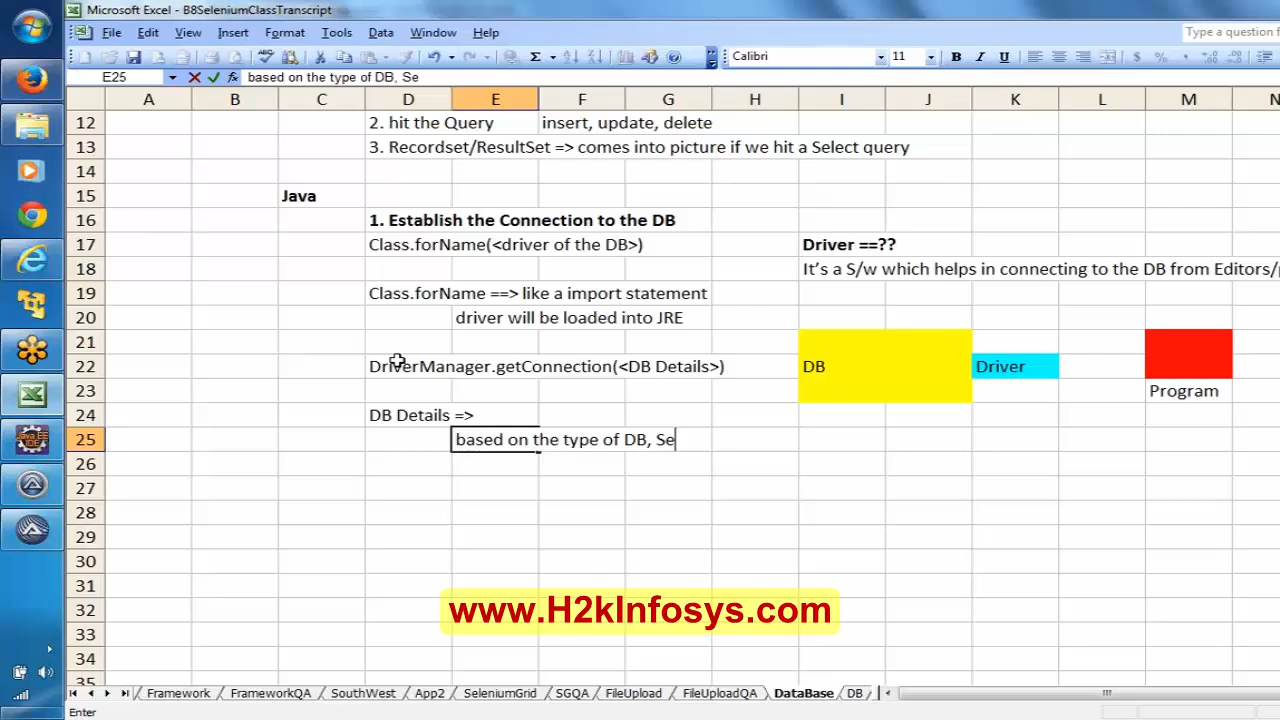 Microsoft Excel - B8SeleniumClassTranscript
File Edit View Insert Format Tools Data Window Help
Type a question f
Calibri 11 B I U
E25 fx based on the type of DB, Se
A B C D E F G H I J K L M N
12 2. hit the Query insert, update, delete
13 3. Recordset/ResultSet => comes into picture if we hit a Select query
14
15 Java
16 1. Establish the Connection to the DB
17 Class.forName(<driver of the DB>) Driver ==??
18 It's a S/w which helps in connecting to the DB from Editors/
19 Class.forName ==> like a import statement
20 driver will be loaded into JRE
21
22 DriverManager.getConnection(<DB Details>) DB Driver
23 Program
24 DB Details =>
25 based on the type of DB, Se
26
27
28
29
30
31
32
33
34
35
www.H2kInfosys.com
Framework FrameworkQA SouthWest App2 SeleniumGrid SGQA FileUpload FileUploadQA DataBase DB
Enter